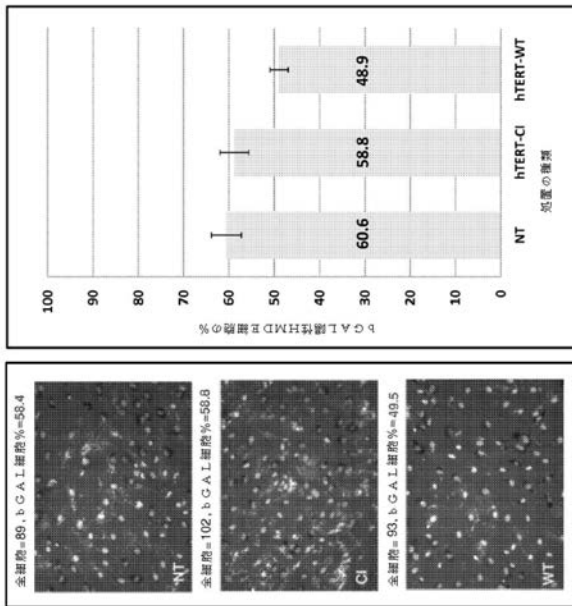 全細胞=89, bGAL細胞%=58.4
NT
全細胞=102, bGAL細胞%=58.8
CI
全細胞=93, bGAL細胞%=49.5
WT
100
90
80
70
60
50
40
30
20
10
0
bGAL陽性HMDE細胞の%
60.6
58.8
48.9
NT
hTERT-CI
hTERT-WT
処置の種類